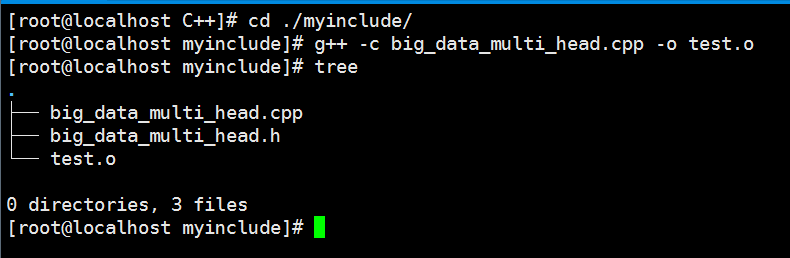 [root@localhost C++]# cd ./myinclude/
[root@localhost myinclude]# g++ -c big_data_multi_head.cpp -o test.o
[root@localhost myinclude]# tree
.
├── big_data_multi_head.cpp
├── big_data_multi_head.h
└── test.o
0 directories, 3 files
[root@localhost myinclude]#